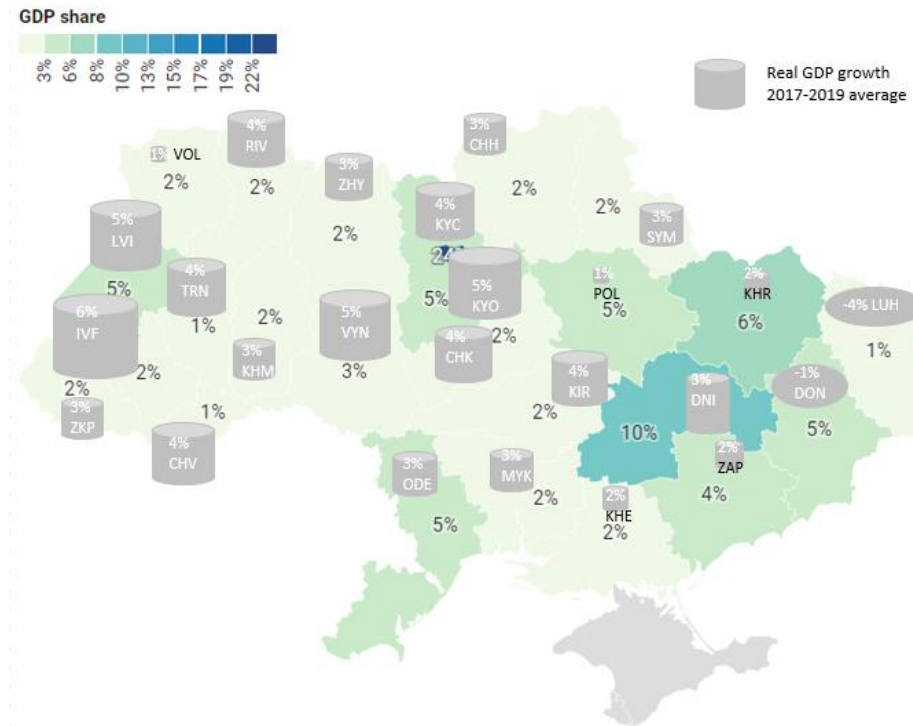 GDP share
3%
6%
8%
10%
13%
15%
17%
19%
22%
Real GDP growth
2017-2019 average
4%
RIV
3%
CHH
1% VOL
3%
ZHY
2%
2%
2%
4%
KYC
2%
2%
3%
SYM
5%
LVI
24
4%
TRN
5%
KYO
1%
POL
2%
KHR
5%
5%
5%
6%
-4% LUH
6%
IVF
1%
2%
5%
VYN
4%
CHK
2%
1%
3%
KHM
3%
2%
2%
4%
KIR
3%
DNI
-1%
DON
3%
ZKP
1%
2%
10%
5%
4%
CHV
3%
ODE
3%
MYK
2%
ZAP
5%
2%
2%
KHE
2%
4%